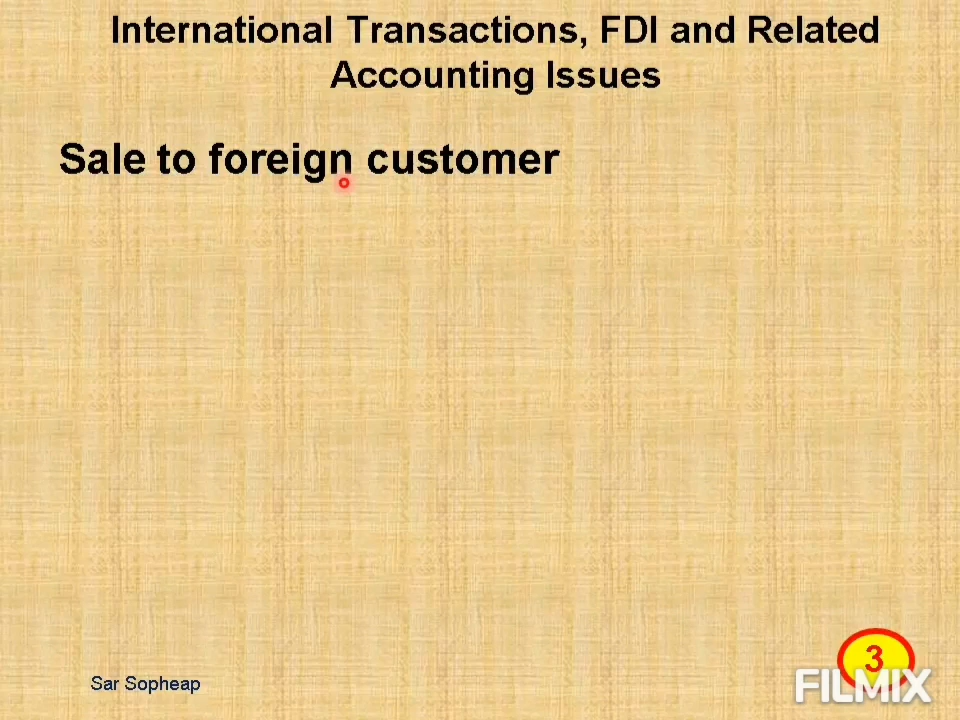 International Transactions, FDI and Related
Accounting Issues
Sale to foreign customer
3
Sar Sopheap
FILMIX